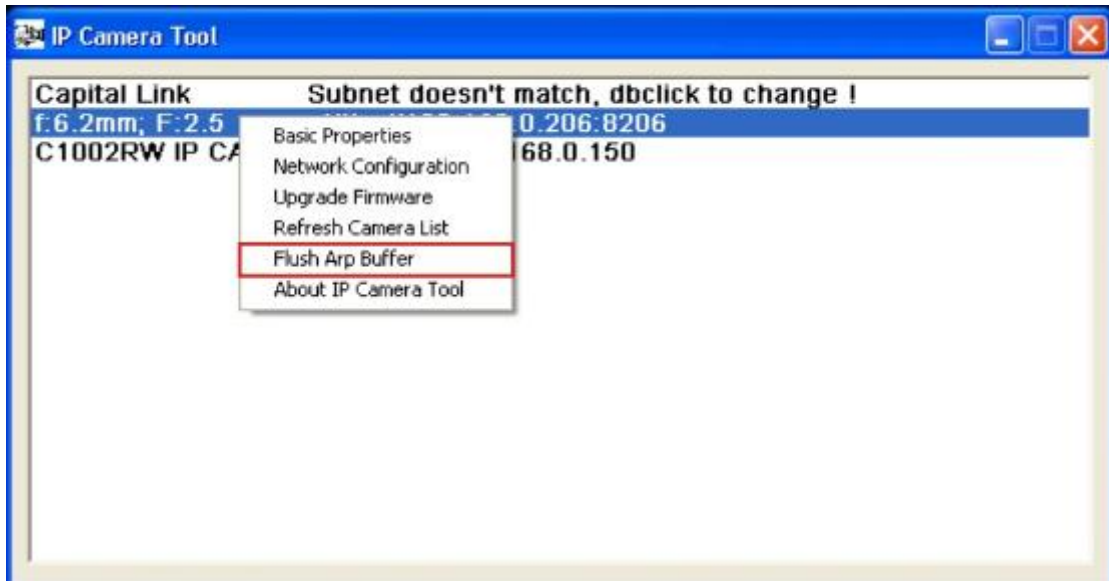 IP Camera Tool
Capital Link Subnet doesn't match, dbclick to change !
f:6.2mm; F:2.5 0.206:8206
C1002RW IP 168.0.150
Basic Properties
Network Configuration
Upgrade Firmware
Refresh Camera List
Flush Arp Buffer
About IP Camera Tool